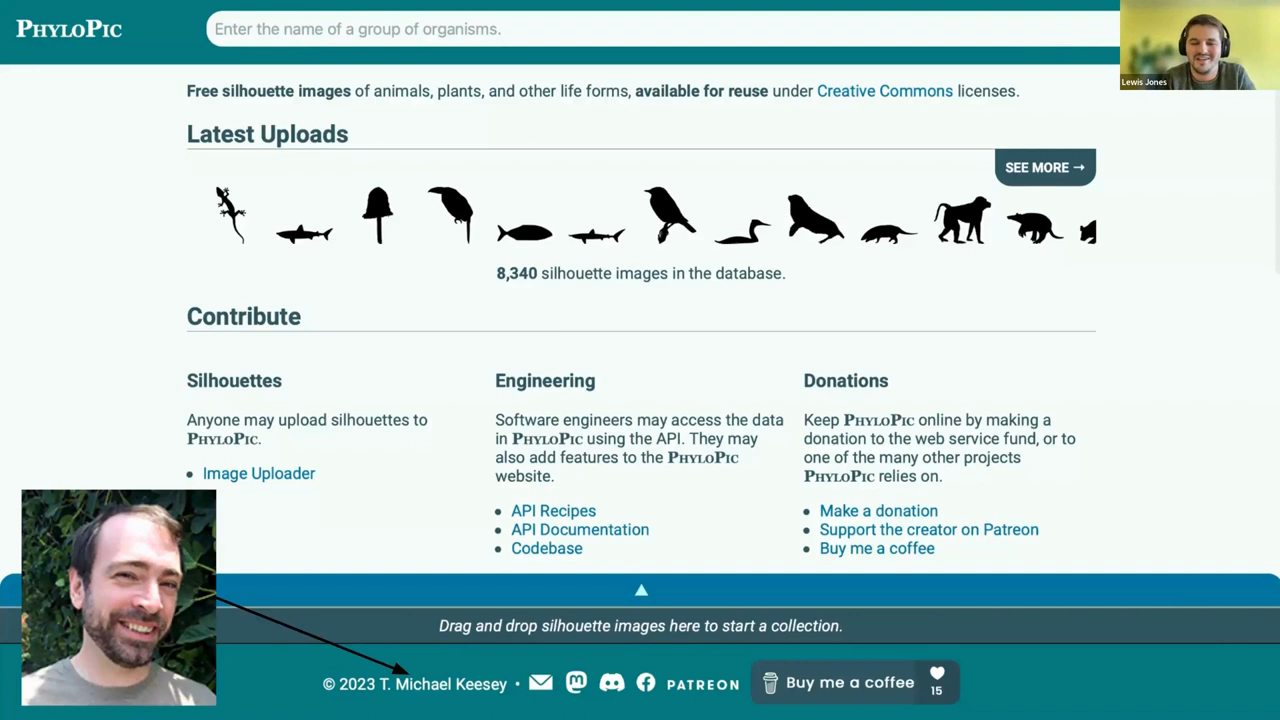 PHYLOPIC
Enter the name of a group of organisms.
Lewis Jones
Free silhouette images of animals, plants, and other life forms, available for reuse under Creative Commons licenses.
Latest Uploads
SEE MORE →
8,340 silhouette images in the database.
Contribute
Silhouettes
Anyone may upload silhouettes to
PHYLOPIC.
• Image Uploader
Engineering
Software engineers may access the data
in PHYLOPIC using the API. They may
also add features to the PHYLOPIC
website.
• API Recipes
• API Documentation
• Codebase
Donations
Keep PHYLOPIC online by making a
donation to the web service fund, or to
one of the many other projects
PHYLOPIC relies on.
• Make a donation
• Support the creator on Patreon
• Buy me a coffee
Drag and drop silhouette images here to start a collection.
© 2023 T. Michael Keesey • PATREON
Buy me a coffee
15